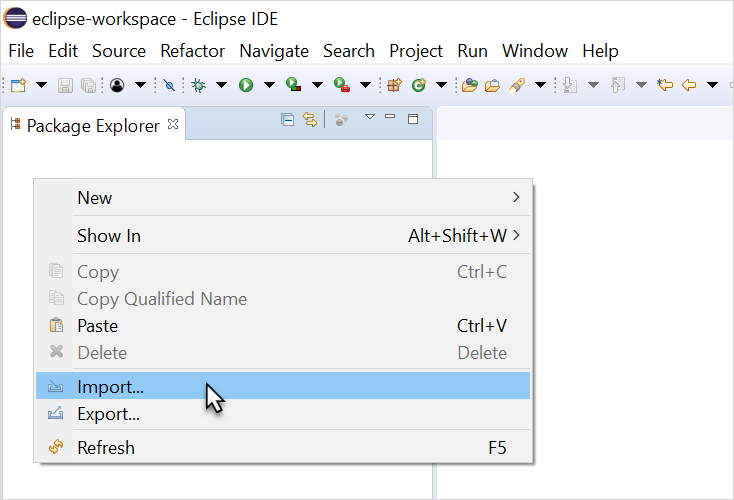 eclipse-workspace - Eclipse IDE
File Edit Source Refactor Navigate Search Project Run Window Help
Package Explorer
New
Show In Alt+Shift+W
Copy Ctrl+C
Copy Qualified Name
Paste Ctrl+V
Delete Delete
Import...
Export...
Refresh F5